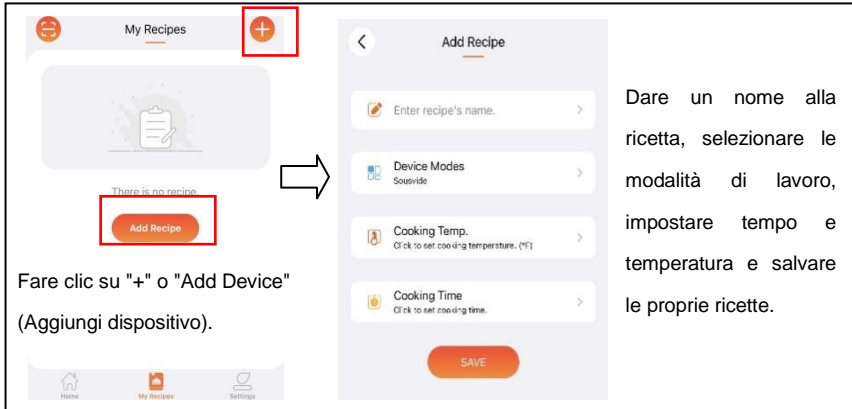 My Recipes
There is no recipe.
Add Recipe
Fare clic su "+" o "Add Device"
(Aggiungi dispositivo).
Home
My Recipes
Settings
Add Recipe
Enter recipe's name.
Device Modes
Sousvide
Cooking Temp.
Click to set cooking temperature. (°F)
Cooking Time
Click to set cooking time.
SAVE
Dare un nome alla
ricetta, selezionare le
modalità di lavoro,
impostare tempo e
temperatura e salvare
le proprie ricette.